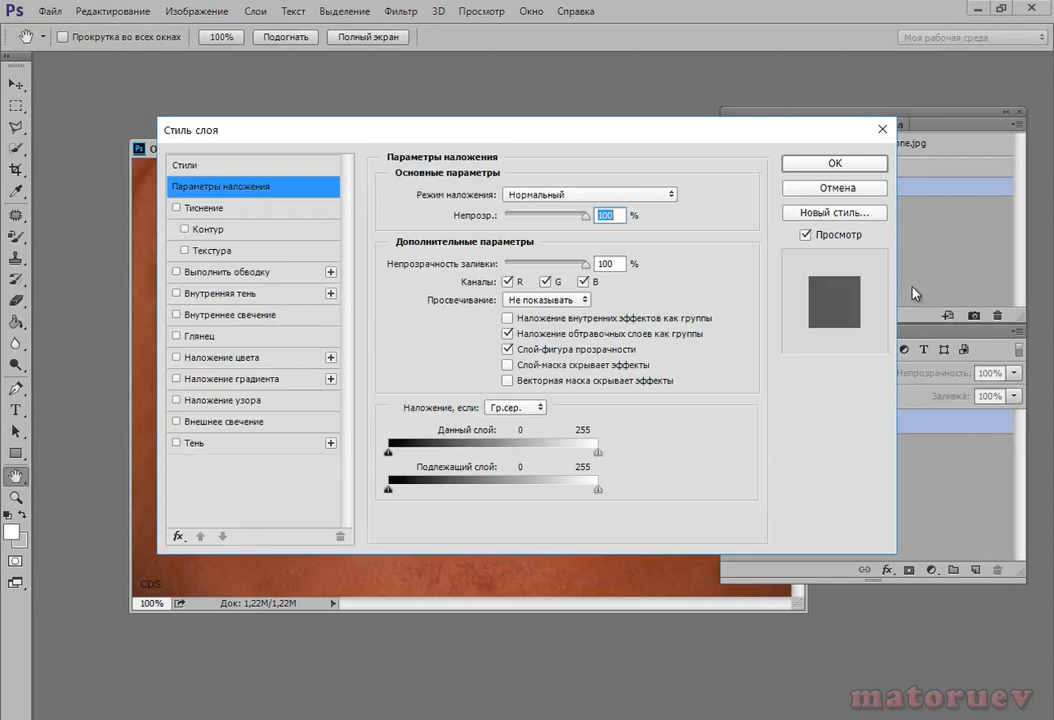 Ps Файл Редактирование Изображение Слои Текст Выделение Фильтр 3D Просмотр Окно Справка
Прокрутка во всех окнах 100% Подогнать Полный экран Моя рабочая среда
Стиль слоя
Ps
one.jpg
Стили
Параметры наложения
Тиснение
Контур
Текстура
Выполнить обводку
Внутренняя тень
Внутреннее свечение
Глянец
Наложение цвета
Наложение градиента
Наложение узора
Внешнее свечение
Тень
fx
Параметры наложения
Основные параметры
Режим наложения: Нормальный
Непрозр.: 100 %
Дополнительные параметры
Непрозрачность заливки: 100 %
Каналы: R G B
Просвечивание: Не показывать
Наложение внутренних эффектов как группы
Наложение обтравочных слоев как группы
Слой-фигура прозрачности
Слой-маска скрывает эффекты
Векторная маска скрывает эффекты
Наложение, если: Гр.сер.
Данный слой: 0 255
Подлежащий слой: 0 255
OK
Отмена
Новый стиль...
Просмотр
Непрозрачность: 100%
Заливка: 100%
fx
CDS
100% Док: 1,22M/1,22M
matoruev